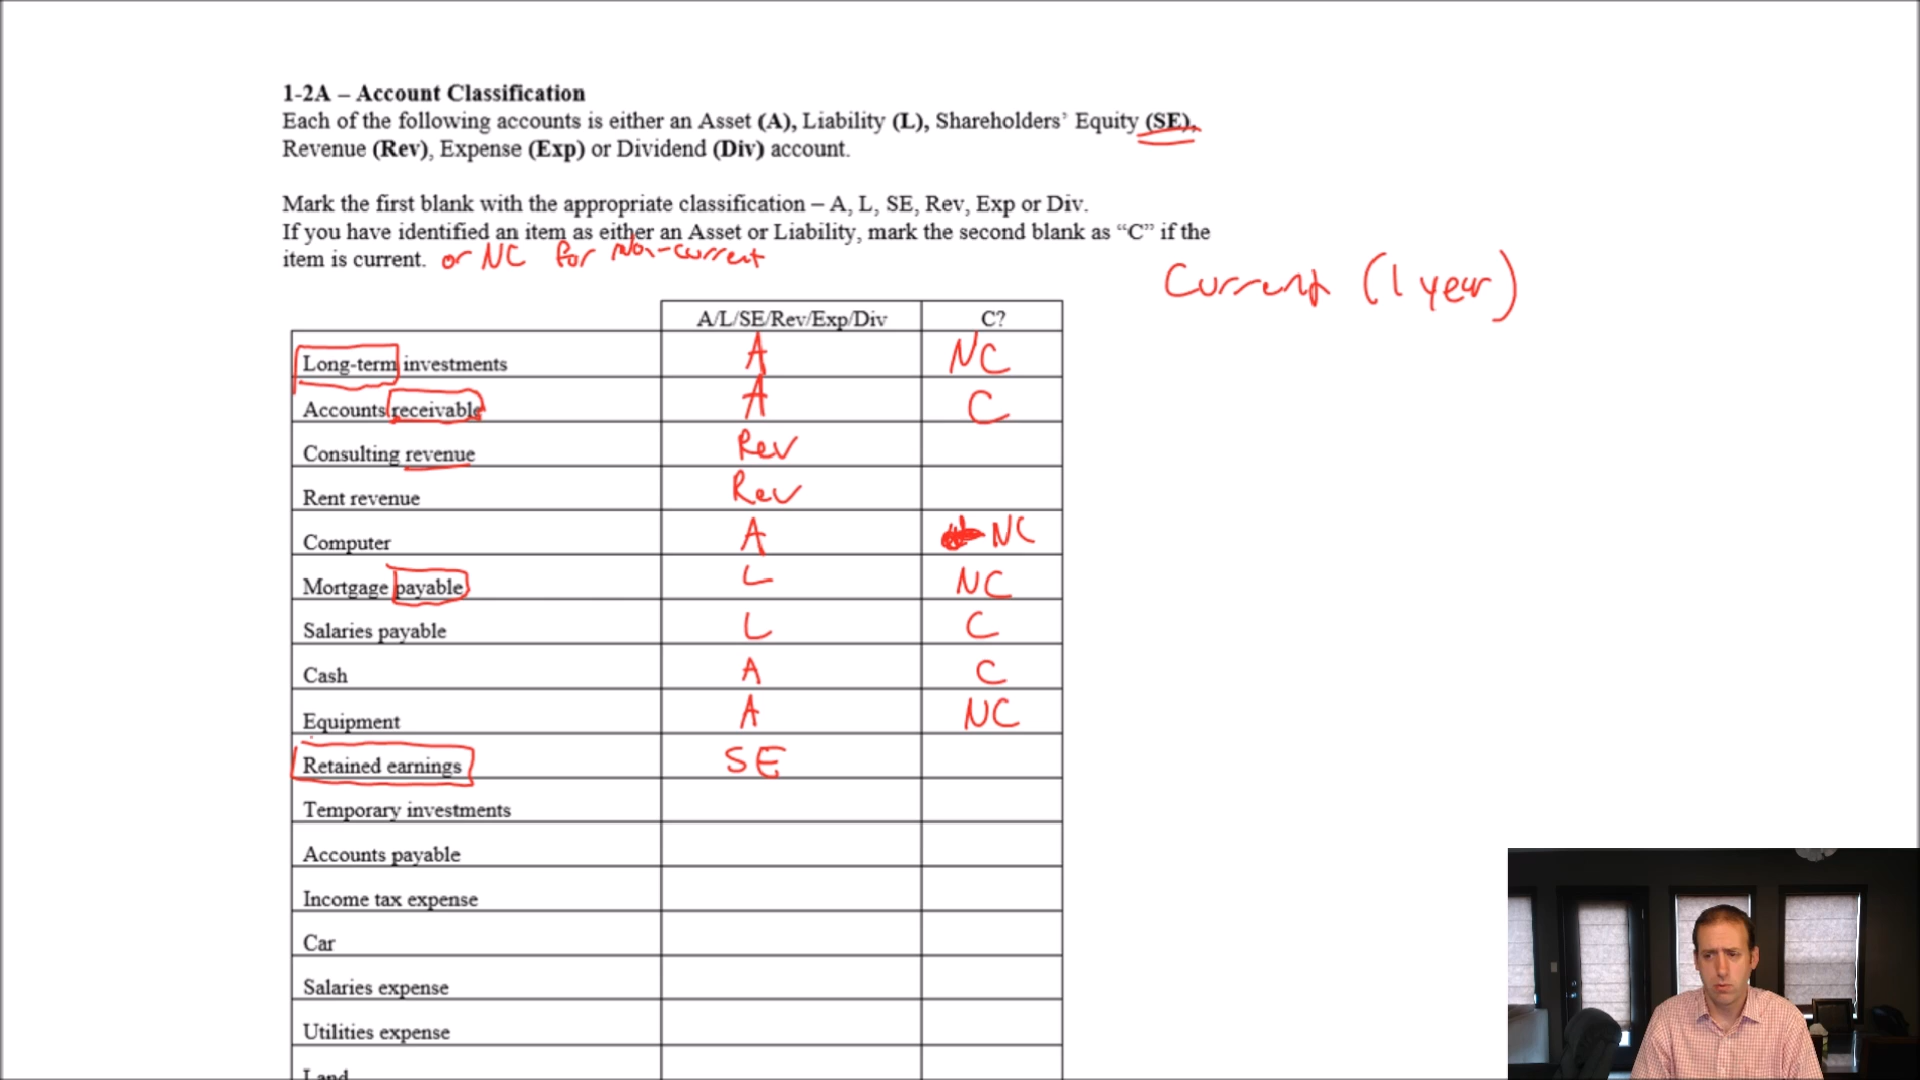 1-2A – Account Classification
Each of the following accounts is either an Asset (A), Liability (L), Shareholders' Equity (SE),
Revenue (Rev), Expense (Exp) or Dividend (Div) account.
Mark the first blank with the appropriate classification – A, L, SE, Rev, Exp or Div.
If you have identified an item as either an Asset or Liability, mark the second blank as “C” if the
item is current. or NC for Non-current
Current (1 year)
A/L/SE/Rev/Exp/Div C?
Long-term investments A NC
Accounts receivable A C
Consulting revenue Rev
Rent revenue Rev
Computer A NC
Mortgage payable L NC
Salaries payable L C
Cash A C
Equipment A NC
Retained earnings SE
Temporary investments
Accounts payable
Income tax expense
Car
Salaries expense
Utilities expense
Land